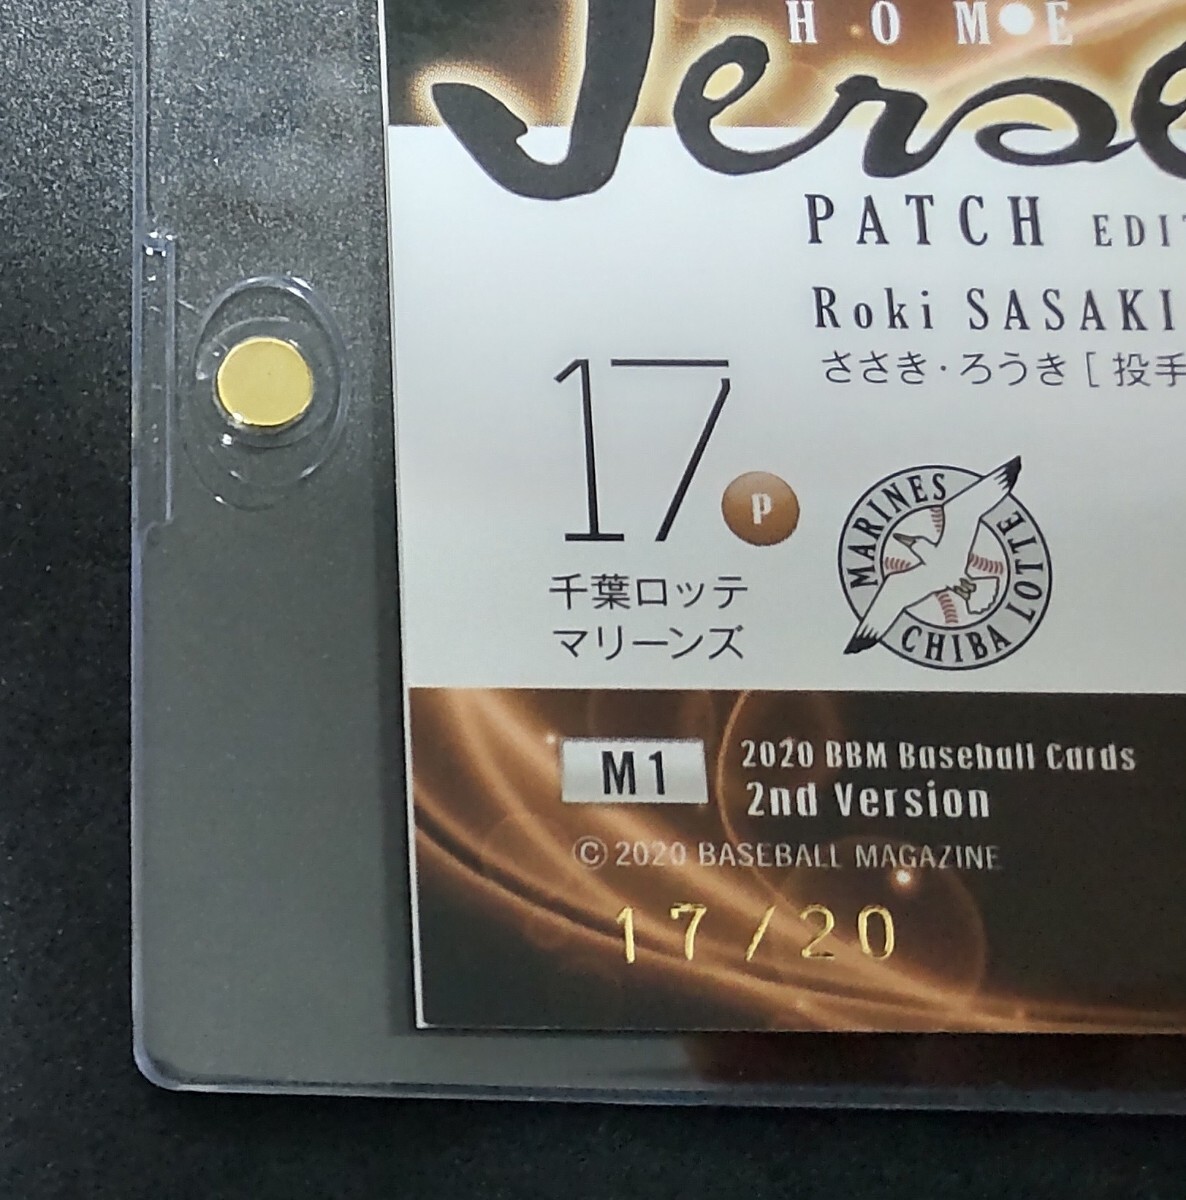 HOME
Jerse
PATCH EDIT
Roki SASAKI
ささき・ろうき [ 投手
17
P
千葉ロッテ
マリーンズ
MARINES
CHIBA LOTTE
M1
2020 BBM Baseball Cards
2nd Version
© 2020 BASEBALL MAGAZINE
17/20